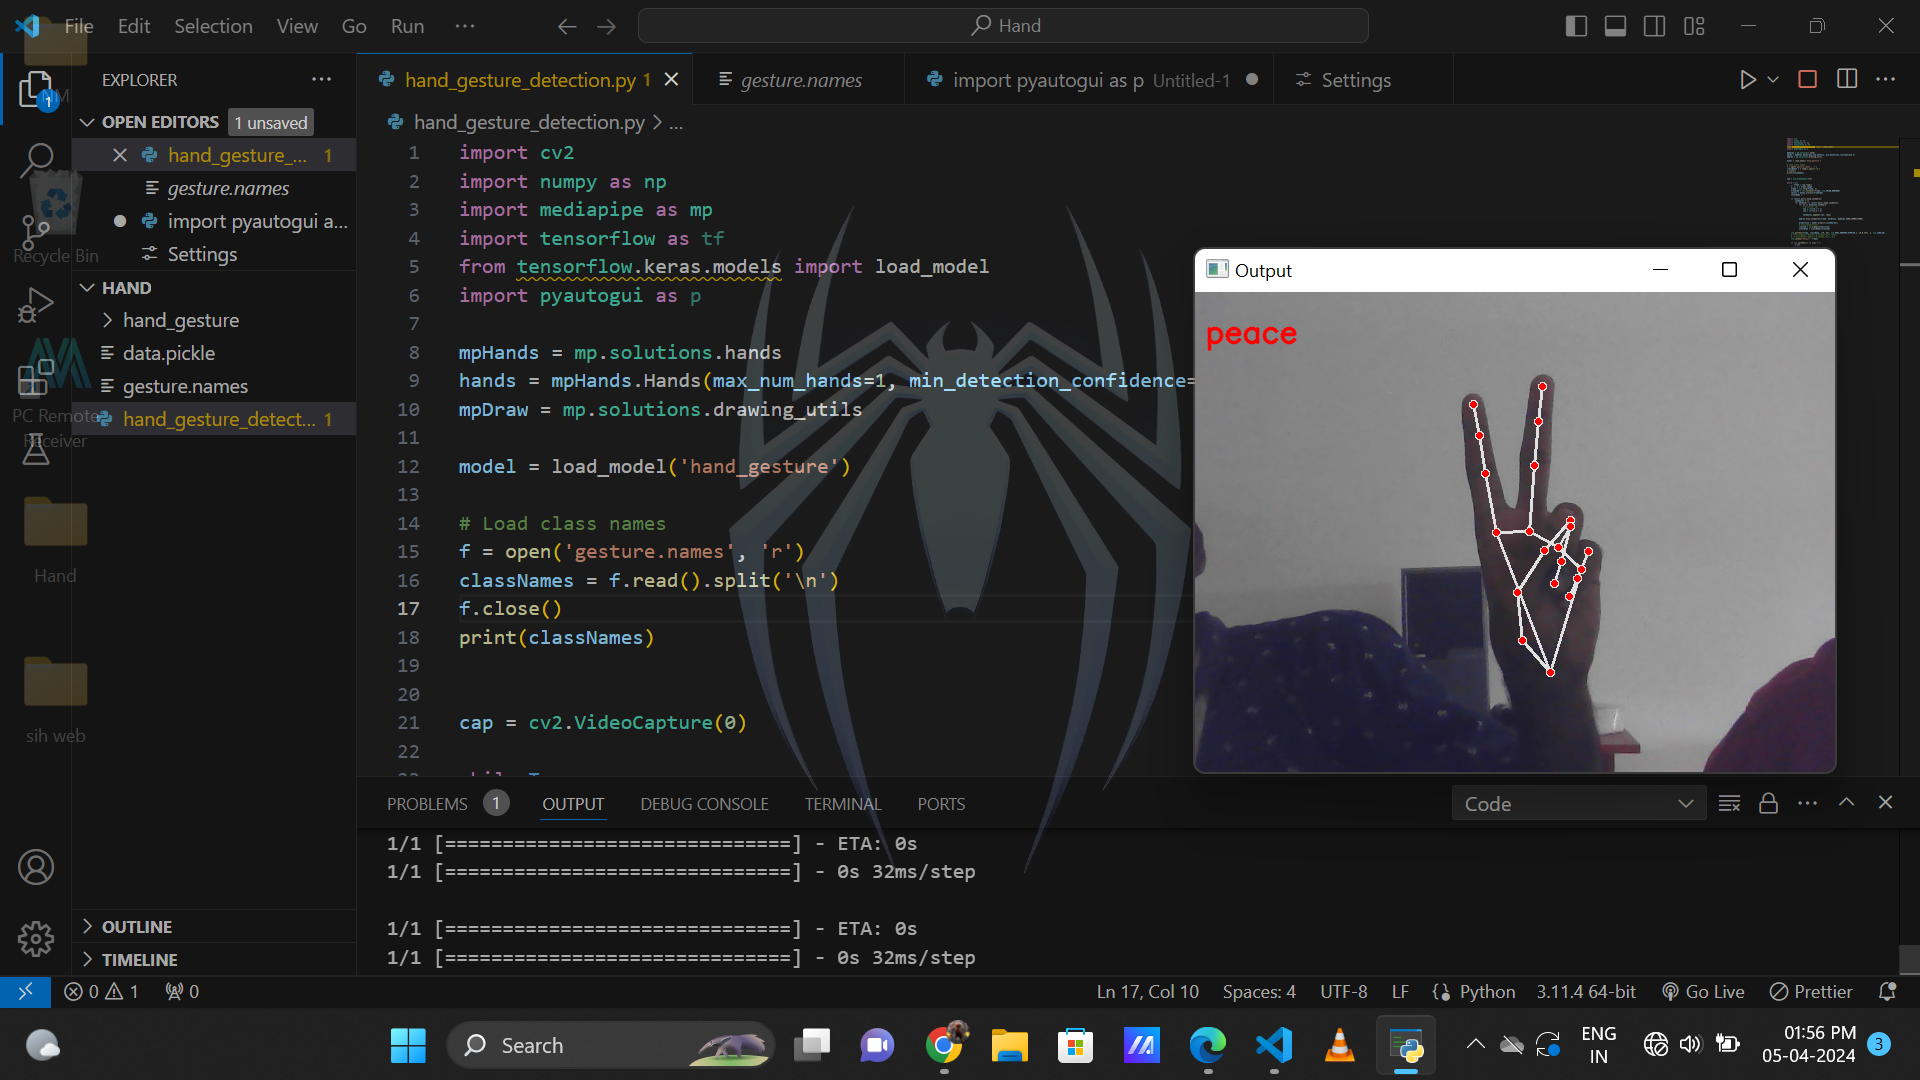 File Edit Selection View Go Run ···
Hand
EXPLORER ···
OPEN EDITORS 1 unsaved
hand_gesture_... 1
gesture.names
import pyautogui a...
Settings
HAND
hand_gesture
data.pickle
gesture.names
hand_gesture_detect... 1
OUTLINE
TIMELINE
1
NM
Recycle Bin
PC Remote
Receiver
Hand
sih web
hand_gesture_detection.py 1
gesture.names
import pyautogui as p Untitled-1
Settings
hand_gesture_detection.py > ...
1 import cv2
2 import numpy as np
3 import mediapipe as mp
4 import tensorflow as tf
5 from tensorflow.keras.models import load_model
6 import pyautogui as p
7
8 mpHands = mp.solutions.hands
9 hands = mpHands.Hands(max_num_hands=1, min_detection_confidence=
10 mpDraw = mp.solutions.drawing_utils
11
12 model = load_model('hand_gesture')
13
14 # Load class names
15 f = open('gesture.names', 'r')
16 classNames = f.read().split('\n')
17 f.close()
18 print(classNames)
19
20
21 cap = cv2.VideoCapture(0)
22
Output
peace
PROBLEMS 1 OUTPUT DEBUG CONSOLE TERMINAL PORTS
Code
1/1 [==============================] - ETA: 0s
1/1 [==============================] - 0s 32ms/step
1/1 [==============================] - ETA: 0s
1/1 [==============================] - 0s 32ms/step
0 1 0
Ln 17, Col 10 Spaces: 4 UTF-8 LF Python 3.11.4 64-bit Go Live Prettier
Search
ENG
IN
01:56 PM
05-04-2024
3